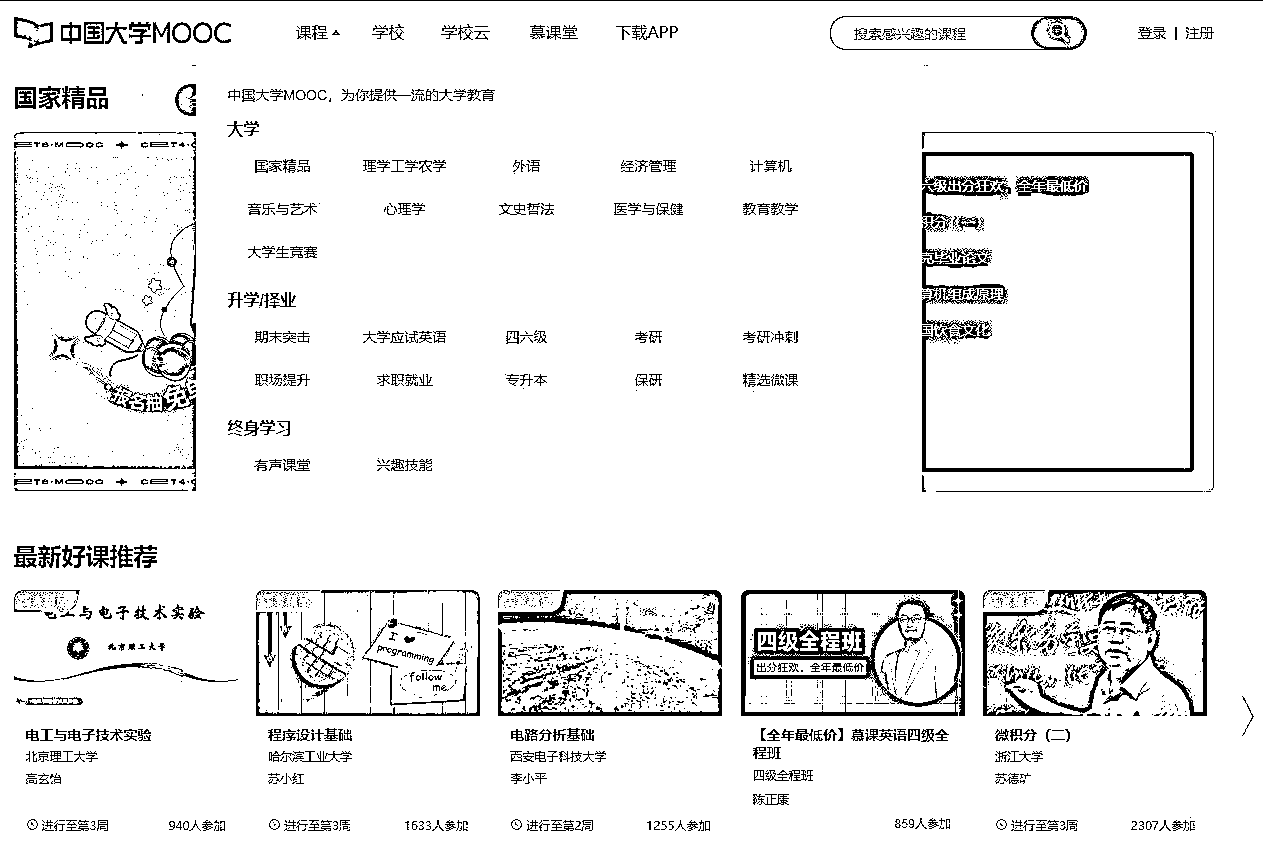 中国大学MOOC 课程 学校 学校云 慕课堂 下载APP 搜索感兴趣的课程 登录 | 注册
国家精品
中国大学MOOC，为你提供一流的大学教育
大学
国家精品 理学工学农学 外语 经济管理 计算机
音乐与艺术 心理学 文史哲法 医学与保健 教育教学
大学生竞赛
升学/择业
期末突击 大学应试英语 四六级 考研 考研冲刺
职场提升 求职就业 专升本 保研 精选微课
终身学习
有声课堂 兴趣技能
六级出分狂欢，全年最低价
积分（一）
毕业论文
组成原理
国饮食文化
最新好课推荐
电工与电子技术实验
北京理工大学
I ❤
programming
follow
me
四级全程班
出分狂欢，全年最低价
电工与电子技术实验
北京理工大学
高玄怡
进行至第3周 940人参加
程序设计基础
哈尔滨工业大学
苏小红
进行至第3周 1633人参加
电路分析基础
西安电子科技大学
李小平
进行至第2周 1255人参加
【全年最低价】慕课英语四级全
程班
四级全程班
陈正康
859人参加
微积分（二）
浙江大学
苏德矿
进行至第3周 2307人参加